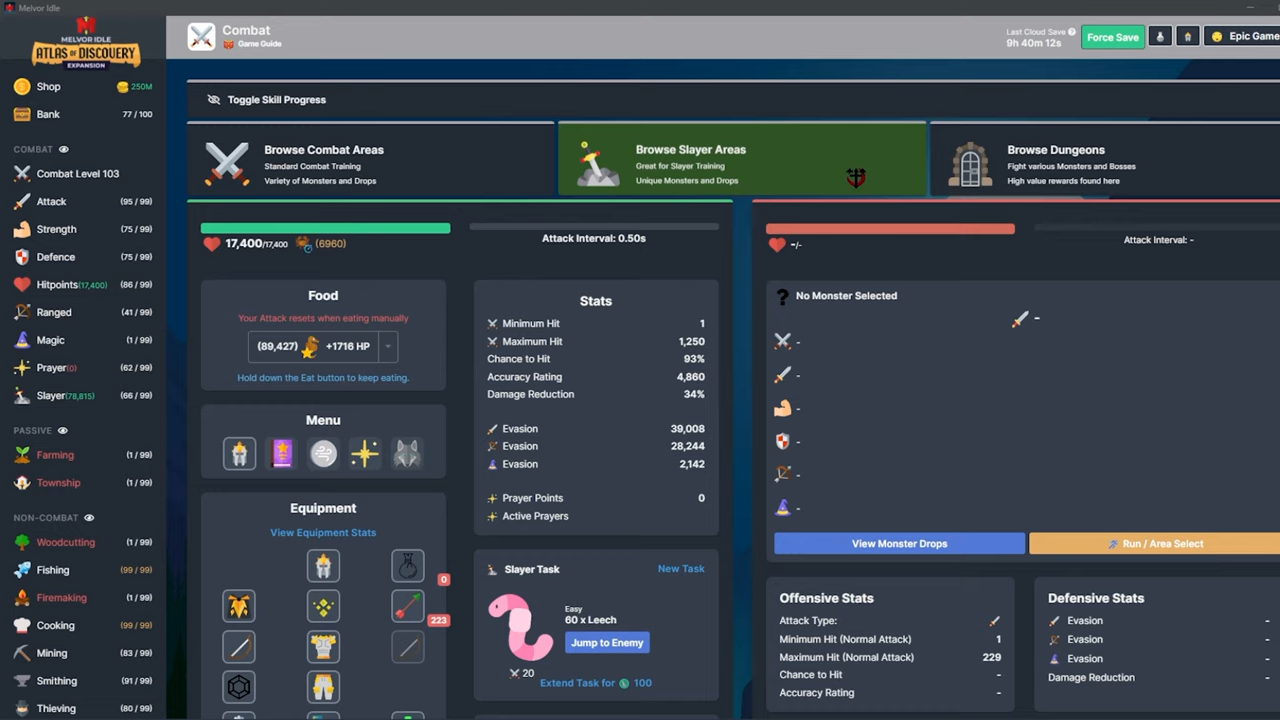 Melvor Idle
MELVOR IDLE
ATLAS OF DISCOVERY
EXPANSION
Shop 250M
Bank 77 / 100
COMBAT
Combat Level 103
Attack (95 / 99)
Strength (75 / 99)
Defence (75 / 99)
Hitpoints(17,400) (86 / 99)
Ranged (41 / 99)
Magic (1 / 99)
Prayer(0) (62 / 99)
Slayer(78,815) (66 / 99)
PASSIVE
Farming (1 / 99)
Township (1 / 99)
NON-COMBAT
Woodcutting (1 / 99)
Fishing (99 / 99)
Firemaking (1 / 99)
Cooking (99 / 99)
Mining (83 / 99)
Smithing (91 / 99)
Thieving (80 / 99)
Combat
Game Guide
Last Cloud Save ?
9h 40m 12s
Force Save
Epic Game
Toggle Skill Progress
Browse Combat Areas
Standard Combat Training
Variety of Monsters and Drops
Browse Slayer Areas
Great for Slayer Training
Unique Monsters and Drops
Browse Dungeons
Fight various Monsters and Bosses
High value rewards found here
17,400/17,400 (6960)
Attack Interval: 0.50s
Food
Your Attack resets when eating manually
(89,427) +1716 HP
Hold down the Eat button to keep eating.
Menu
Equipment
View Equipment Stats
0
223
Stats
Minimum Hit 1
Maximum Hit 1,250
Chance to Hit 93%
Accuracy Rating 4,860
Damage Reduction 34%
Evasion 39,008
Evasion 28,244
Evasion 2,142
Prayer Points 0
Active Prayers
Slayer Task New Task
Easy
60 x Leech
Jump to Enemy
20
Extend Task for 100
-/-
Attack Interval: -
? No Monster Selected
-
-
-
-
-
-
-
View Monster Drops
Run / Area Select
Offensive Stats
Attack Type:
Minimum Hit (Normal Attack) 1
Maximum Hit (Normal Attack) 229
Chance to Hit -
Accuracy Rating -
Defensive Stats
Evasion -
Evasion -
Evasion -
Damage Reduction -